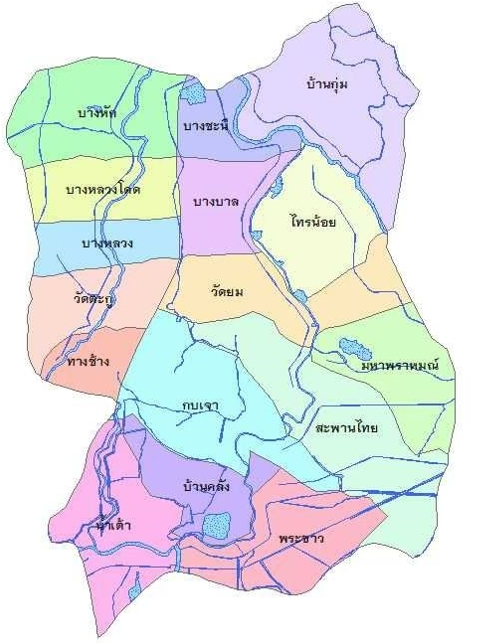 บ้านกุ่ม
บางหัก
บางชะนี
บางหลวงโดด
บางบาล
ไทรน้อย
บางหลวง
วัดยม
วัดตะกู
ทางช้าง
มหาพราหมณ์
กบเจา
สะพานไทย
บ้านคลัง
น้ำเต้า
พระขาว